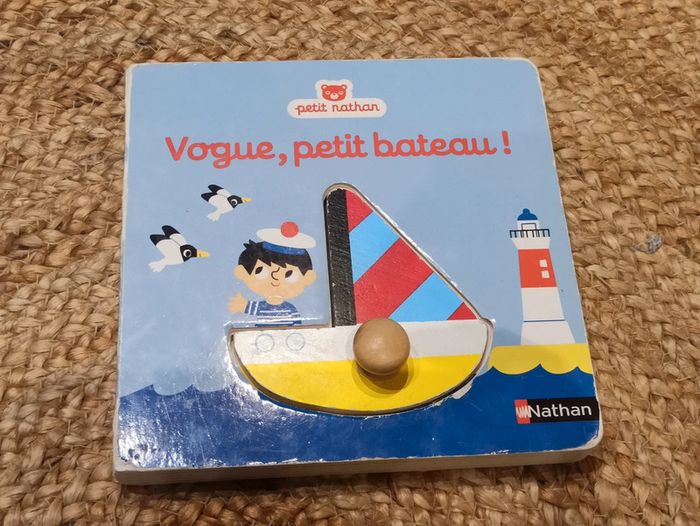 petit nathan
Vogue, petit bateau !
Nathan